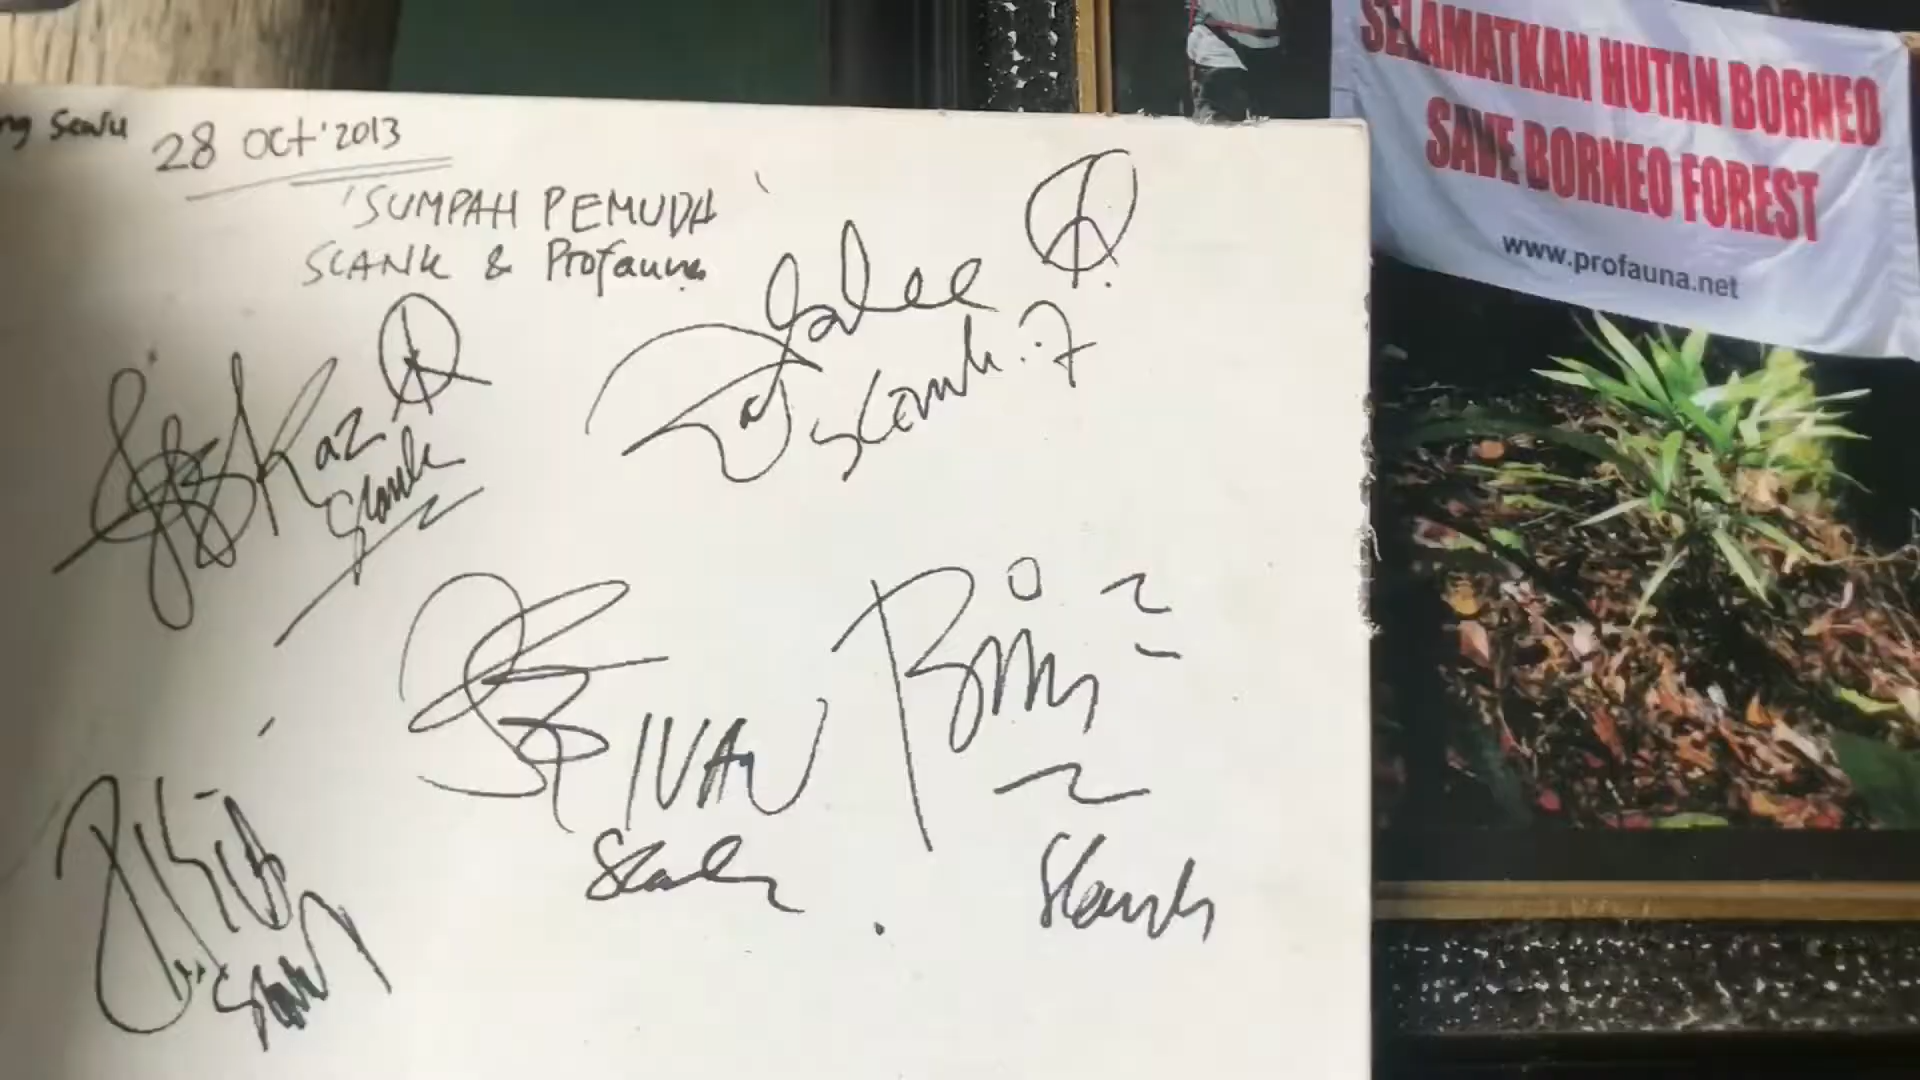 28 Oct'2013
'SUMPAH PEMUDA'
SLANK & Profauna
Kaz
Slank
Slank
IVAN
Slank
Bim
Slank
Slank
SELAMATKAN HUTAN BORNEO
SAVE BORNEO FOREST
www.profauna.net